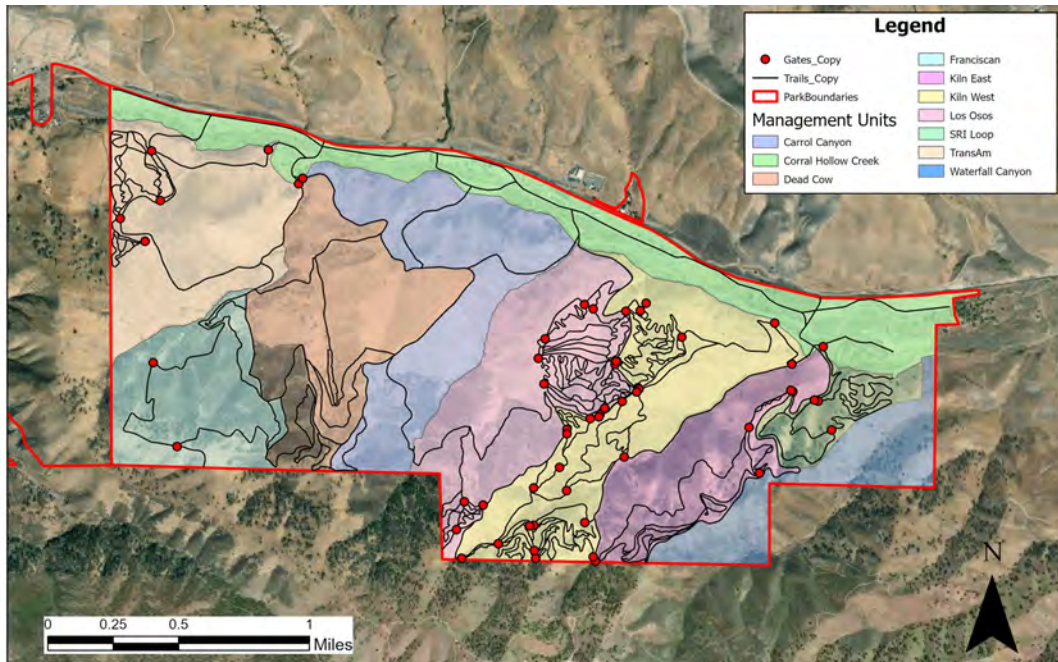 Legend
Gates_Copy
Trails_Copy
ParkBoundaries
Management Units
Carrol Canyon
Corral Hollow Creek
Dead Cow
Franciscan
Kiln East
Kiln West
Los Osos
SRI Loop
TransAm
Waterfall Canyon
N
0 0.25 0.5 1
Miles